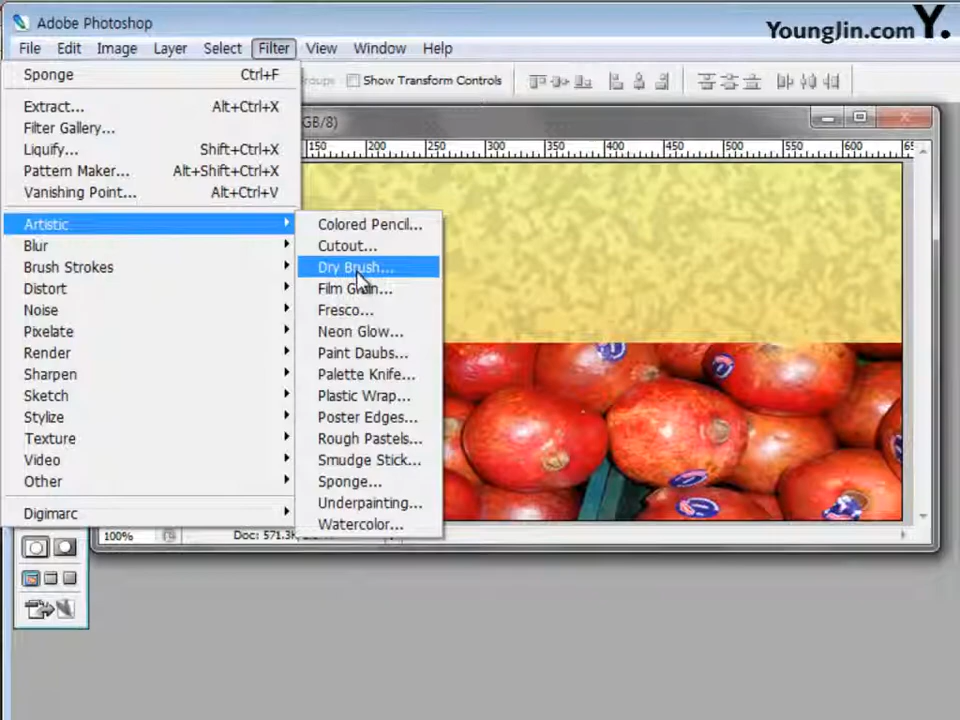 Adobe Photoshop
YoungJin.com Y.
File Edit Image Layer Select Filter View Window Help
Sponge Ctrl+F
Show Transform Controls
Extract... Alt+Ctrl+X
Filter Gallery...
Liquify... Shift+Ctrl+X
Pattern Maker... Alt+Shift+Ctrl+X
Vanishing Point... Alt+Ctrl+V
GB/8)
150 200 250 300 350 400 450 500 550 600 65
Artistic
Blur
Brush Strokes
Distort
Noise
Pixelate
Render
Sharpen
Sketch
Stylize
Texture
Video
Other
Digimarc
Colored Pencil...
Cutout...
Dry Brush...
Film Grain...
Fresco...
Neon Glow...
Paint Daubs...
Palette Knife...
Plastic Wrap...
Poster Edges...
Rough Pastels...
Smudge Stick...
Sponge...
Underpainting...
Watercolor...
100% Doc: 571.3K